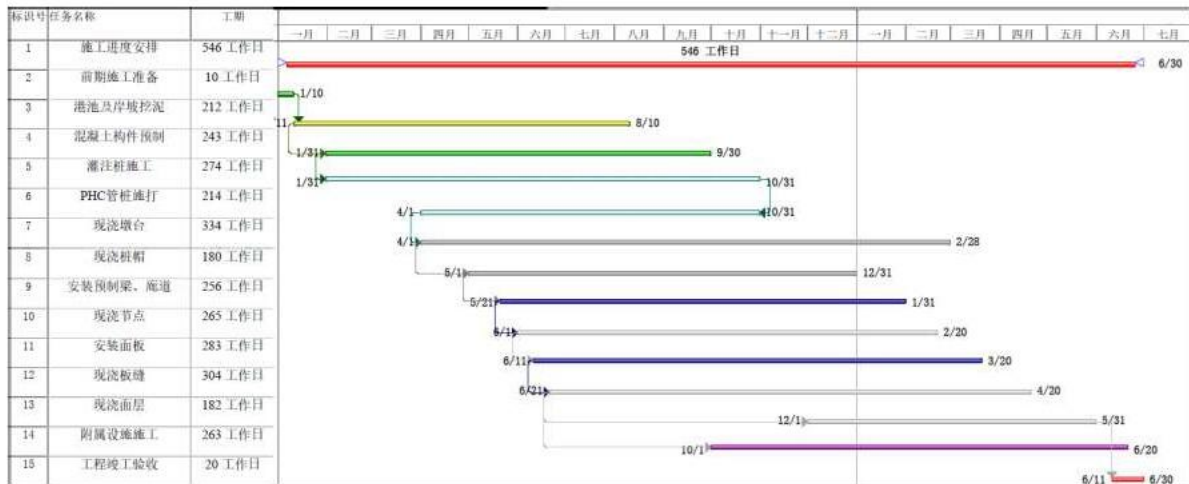 标识号 任务名称 工期
一月 二月 三月 四月 五月 六月 七月 八月 九月 十月 十一月 十二月 一月 二月 三月 四月 五月 六月 七月
1 施工进度安排 546 工作日 546 工作日
6/30
2 前期施工准备 10 工作日
1/10
3 港池及岸坡挖泥 212 工作日
11 8/10
4 混凝土构件预制 243 工作日
1/31 9/30
5 灌注桩施工 274 工作日
1/31 10/31
6 PHC管桩施打 214 工作日
4/1 10/31
7 现浇墩台 334 工作日
4/1 2/28
8 现浇桩帽 180 工作日
5/1 12/31
9 安装预制梁、廊道 256 工作日
5/21 1/31
10 现浇节点 265 工作日
6/1 2/20
11 安装面板 283 工作日
6/11 3/20
12 现浇板缝 304 工作日
6/21 4/20
13 现浇面层 182 工作日
12/1 5/31
14 附属设施施工 263 工作日
10/1 6/20
15 工程竣工验收 20 工作日
6/11 6/30